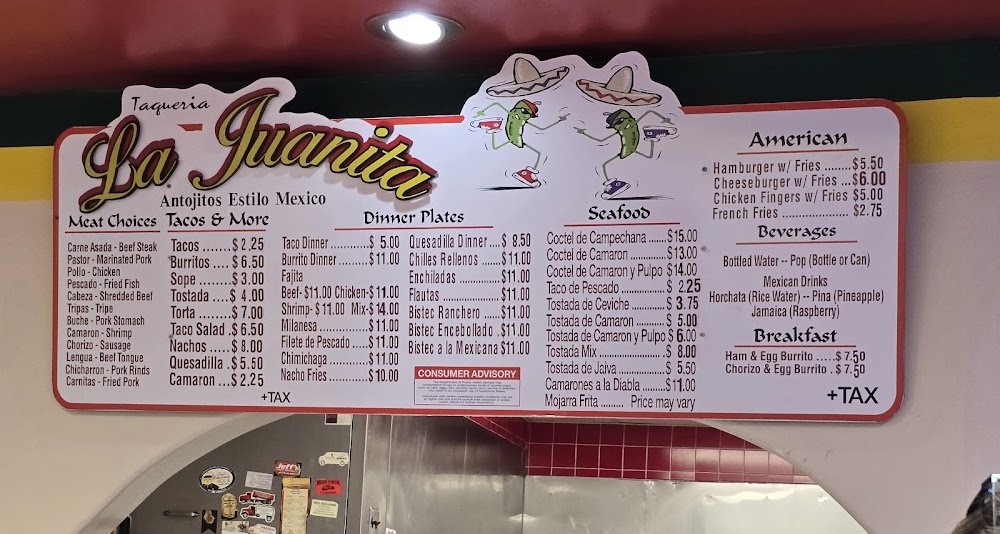 Taqueria
La Juanita
Antojitos Estilo Mexico
Meat Choices
Carne Asada - Beef Steak
Pastor - Marinated Pork
Pollo - Chicken
Pescado - Fried Fish
Cabeza - Shredded Beef
Tripas - Tripe
Buche - Pork Stomach
Camaron - Shrimp
Chorizo - Sausage
Lengua - Beef Tongue
Chicharron - Pork Rinds
Carnitas - Fried Pork
Tacos & More
Tacos .......$ 2.25
Burritos ....$ 6.50
Sope ........$ 3.00
Tostada .... $ 4.00
Torta ........$ 7.00
Taco Salad .$ 6.50
Nachos ......$ 8.00
Quesadilla .$ 5.50
Camaron ...$ 2.25
+TAX
Dinner Plates
Taco Dinner ..........$ 5.00
Burrito Dinner.........$11.00
Fajita
Beef- $11.00 Chicken-$ 11.00
Shrimp- $ 11.00 Mix-$ 14.00
Milanesa ................$11.00
Filete de Pescado .....$11.00
Chimichaga ............$11.00
Nacho Fries ...........$10.00
Quesadilla Dinner ...$ 8.50
Chilles Rellenos .......$11.00
Enchiladas ..............$11.00
Flautas ...................$11.00
Bistec Ranchero .....$11.00
Bistec Encebollado .$11.00
Bistec a la Mexicana $11.00
CONSUMER ADVISORY
Seafood
Coctel de Campechana ......$15.00
Coctel de Camaron ............$13.00
Coctel de Camaron y Pulpo $14.00
Taco de Pescado ............$ 2.25
Tostada de Ceviche .........$ 3.75
Tostada de Camaron ......$ 5.00
Tostada de Camaron y Pulpo $ 6.00
Tostada Mix ..................$ 8.00
Tostada de Jaiva ............$ 5.50
Camarones a la Diabla ......$11.00
Mojarra Frita ......... Price may vary
American
Hamburger w/ Fries ........$5.50
Cheeseburger w/ Fries ...$6.00
Chicken Fingers w/ Fries $5.00
French Fries .................... $2.75
Beverages
Bottled Water -- Pop (Bottle or Can)
Mexican Drinks
Horchata (Rice Water) -- Pina (Pineapple)
Jamaica (Raspberry)
Breakfast
Ham & Egg Burrito .....$ 7.50
Chorizo & Egg Burrito . $ 7.50
+TAX
Jeff's